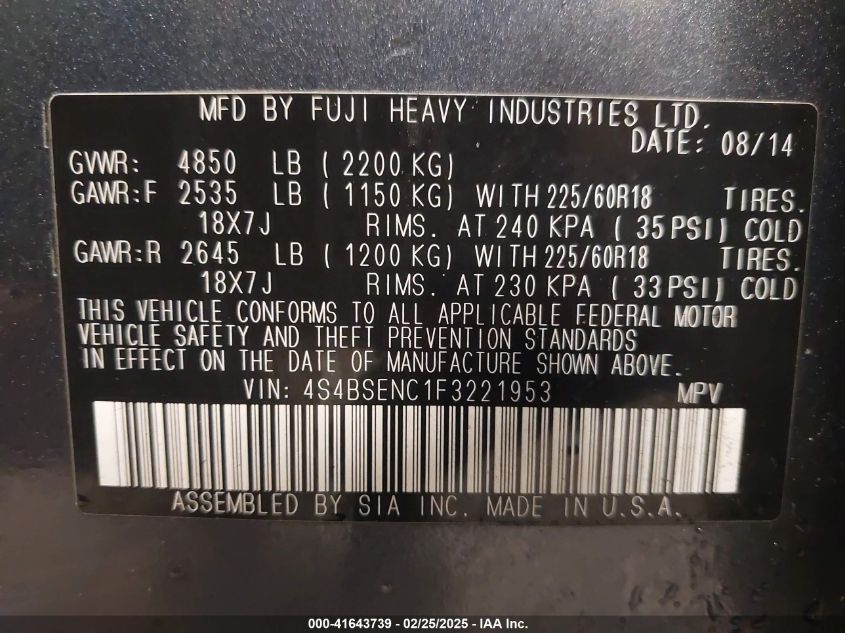 MFD BY FUJI HEAVY INDUSTRIES LTD.
DATE: 08/14
GVWR: 4850 LB ( 2200 KG)
GAWR:F 2535 LB ( 1150 KG) WITH 225/60R18 TIRES.
18X7J RIMS. AT 240 KPA ( 35 PSI) COLD
GAWR:R 2645 LB ( 1200 KG) WITH 225/60R18 TIRES.
18X7J RIMS. AT 230 KPA ( 33 PSI) COLD
THIS VEHICLE CONFORMS TO ALL APPLICABLE FEDERAL MOTOR
VEHICLE SAFETY AND THEFT PREVENTION STANDARDS
IN EFFECT ON THE DATE OF MANUFACTURE SHOWN ABOVE.
VIN: 4S4BSENC1F3221953 MPV
ASSEMBLED BY SIA INC. MADE IN U.S.A.
000-41643739 - 02/25/2025 - IAA Inc.